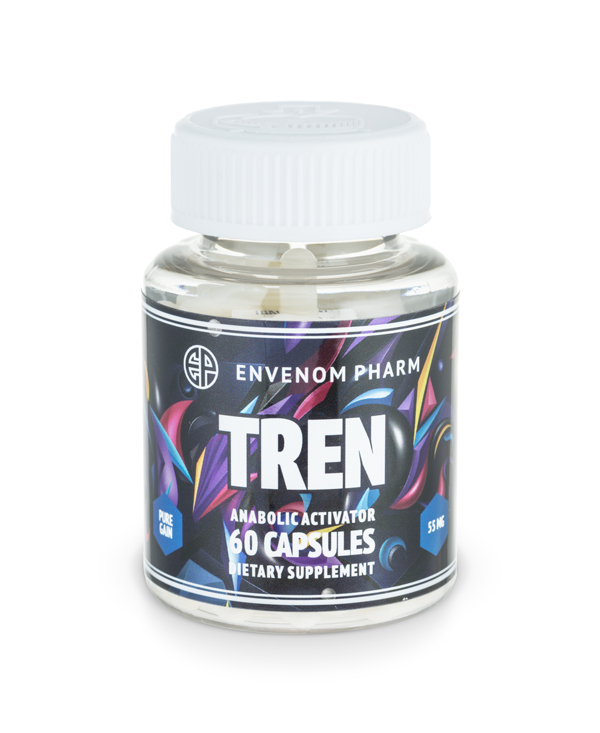 ENVENOM PHARM
TREN
ANABOLIC ACTIVATOR
60 CAPSULES
DIETARY SUPPLEMENT
PURE
GAIN
55 MG